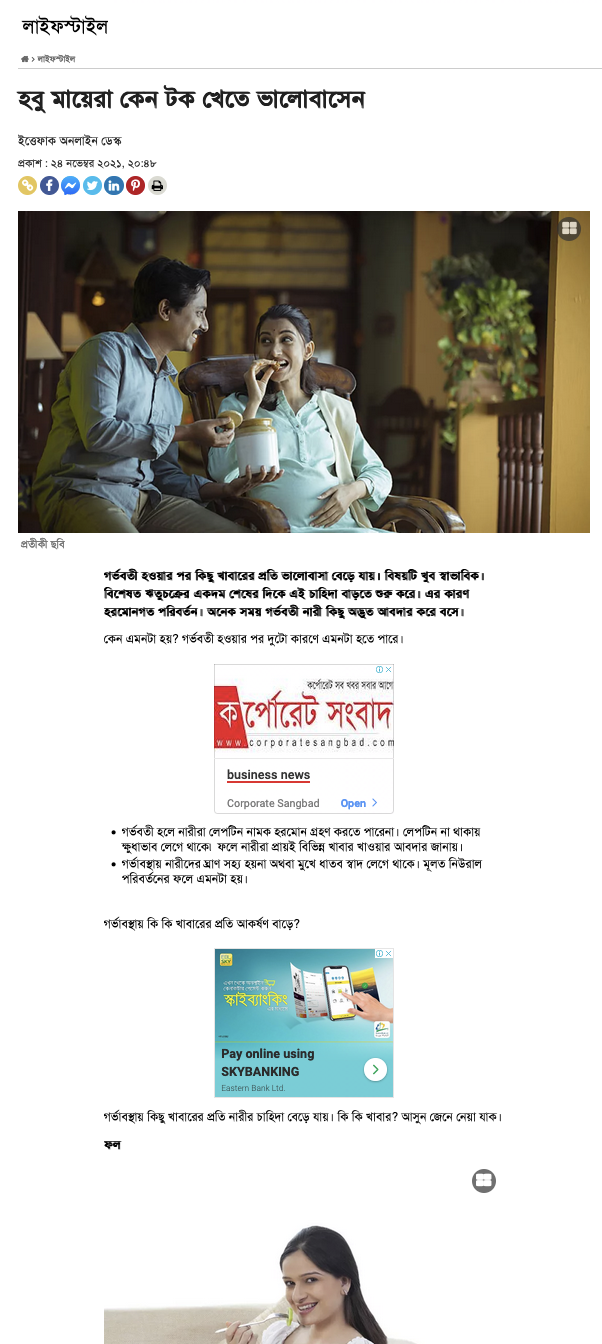 লাইফস্টাইল
› লাইফস্টাইল
হবু মায়েরা কেন টক খেতে ভালোবাসেন
ইত্তেফাক অনলাইন ডেস্ক
প্রকাশ : ২৪ নভেম্বর ২০২১, ২০:৪৮
প্রতীকী ছবি
গর্ভবতী হওয়ার পর কিছু খাবারের প্রতি ভালোবাসা বেড়ে যায়। বিষয়টি খুব স্বাভাবিক।
বিশেষত ঋতুচক্রের একদম শেষের দিকে এই চাহিদা বাড়তে শুরু করে। এর কারণ
হরমোনগত পরিবর্তন। অনেক সময় গর্ভবতী নারী কিছু অদ্ভুত আবদার করে বসে।
কেন এমনটা হয়? গর্ভবতী হওয়ার পর দুটো কারণে এমনটা হতে পারে।
কর্পোরেট সব খবর সবার আগে
কর্পোরেট সংবাদ
www.corporatesangbad.com
business news
Corporate Sangbad Open
• গর্ভবতী হলে নারীরা লেপটিন নামক হরমোন গ্রহণ করতে পারেনা। লেপটিন না থাকায়
ক্ষুধাভাব লেগে থাকে। ফলে নারীরা প্রায়ই বিভিন্ন খাবার খাওয়ার আবদার জানায়।
• গর্ভাবস্থায় নারীদের ঘ্রাণ সহ্য হয়না অথবা মুখে ধাতব স্বাদ লেগে থাকে। মূলত নিউরাল
পরিবর্তনের ফলে এমনটা হয়।
গর্ভাবস্থায় কি কি খাবারের প্রতি আকর্ষণ বাড়ে?
SKY
স্কাইব্যাংকিং
Pay online using
SKYBANKING
Eastern Bank Ltd.
গর্ভাবস্থায় কিছু খাবারের প্রতি নারীর চাহিদা বেড়ে যায়। কি কি খাবার? আসুন জেনে নেয়া যাক।
ফল